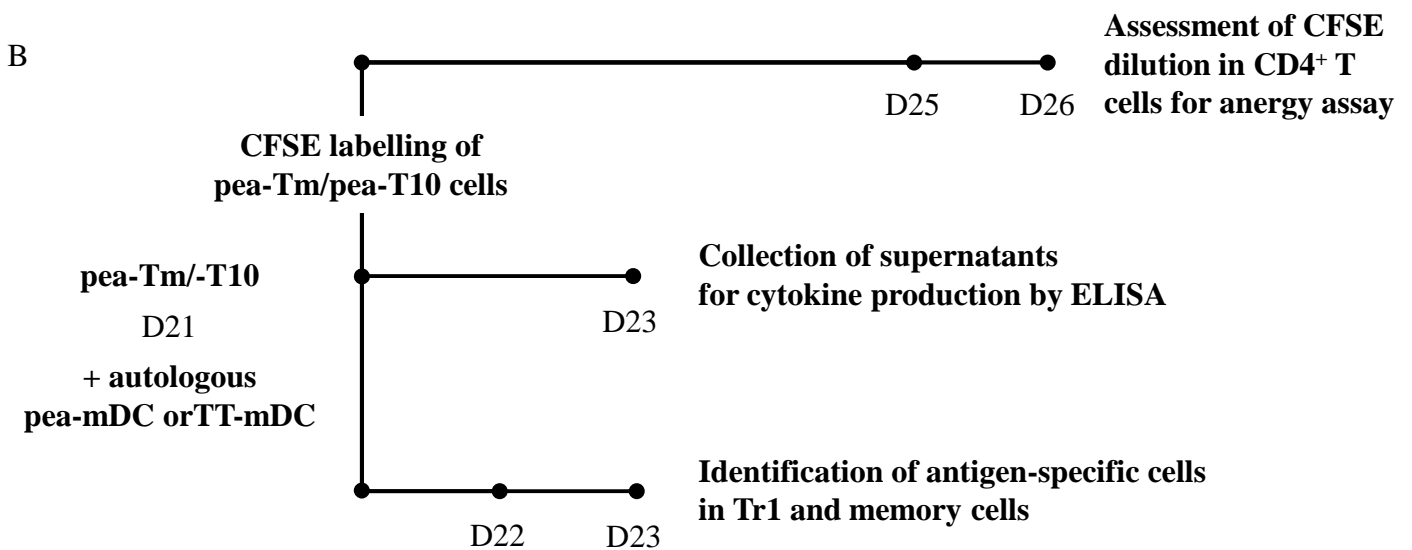 B
Assessment of CFSE
dilution in CD4⁺ T
cells for anergy assay
D25
D26
CFSE labelling of
pea-Tm/pea-T10 cells
pea-Tm/-T10
D21
+ autologous
pea-mDC orTT-mDC
D23
Collection of supernatants
for cytokine production by ELISA
D22
D23
Identification of antigen-specific cells
in Tr1 and memory cells